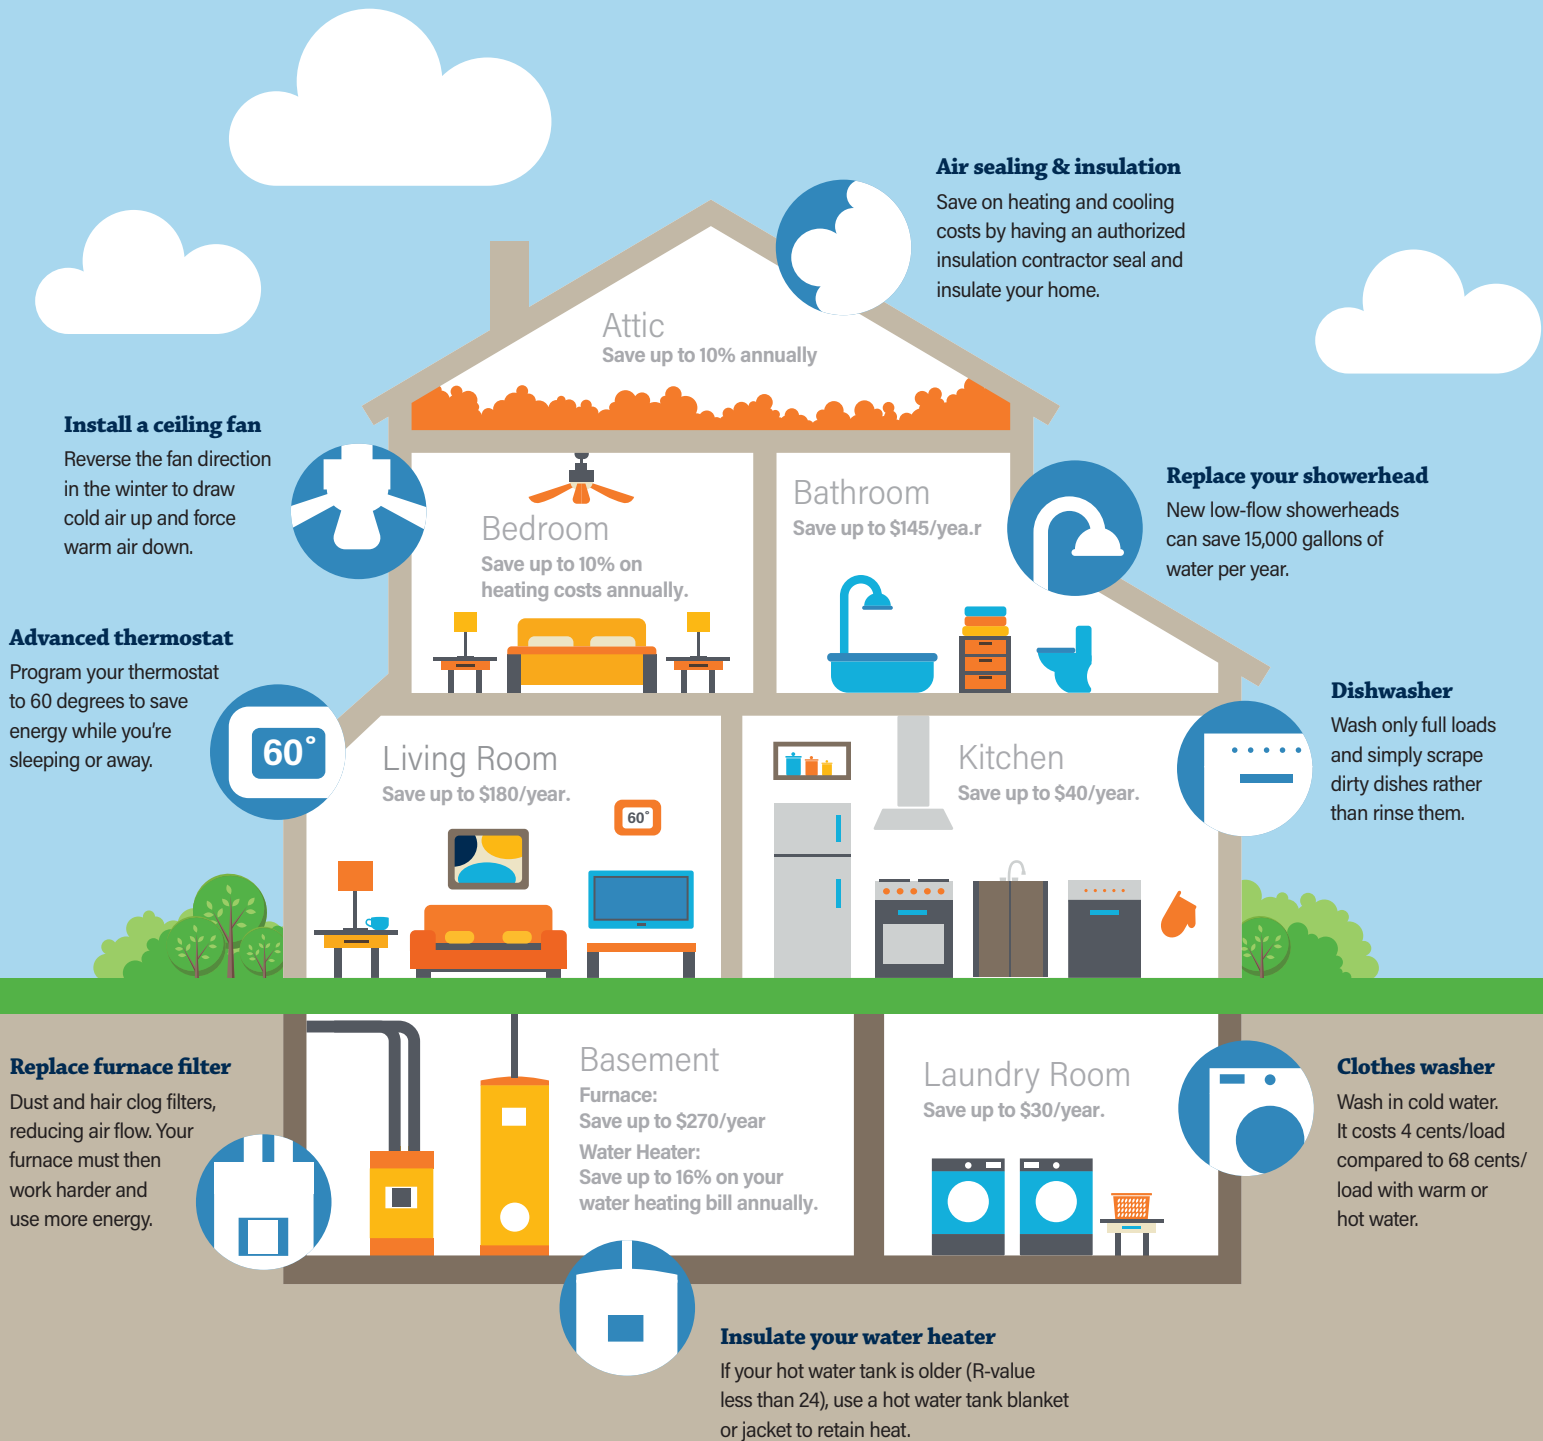 Air sealing & insulation
Save on heating and cooling
costs by having an authorized
insulation contractor seal and
insulate your home.
Attic
Save up to 10% annually
Install a ceiling fan
Reverse the fan direction
in the winter to draw
cold air up and force
warm air down.
Bedroom
Save up to 10% on
heating costs annually.
Bathroom
Save up to $145/yea.r
Replace your showerhead
New low-flow showerheads
can save 15,000 gallons of
water per year.
Advanced thermostat
Program your thermostat
to 60 degrees to save
energy while you’re
sleeping or away.
60°
Living Room
Save up to $180/year.
60°
Kitchen
Save up to $40/year.
Dishwasher
Wash only full loads
and simply scrape
dirty dishes rather
than rinse them.
Replace furnace filter
Dust and hair clog filters,
reducing air flow. Your
furnace must then
work harder and
use more energy.
Basement
Furnace:
Save up to $270/year
Water Heater:
Save up to 16% on your
water heating bill annually.
Laundry Room
Save up to $30/year.
Clothes washer
Wash in cold water.
It costs 4 cents/load
compared to 68 cents/
load with warm or
hot water.
Insulate your water heater
If your hot water tank is older (R-value
less than 24), use a hot water tank blanket
or jacket to retain heat.